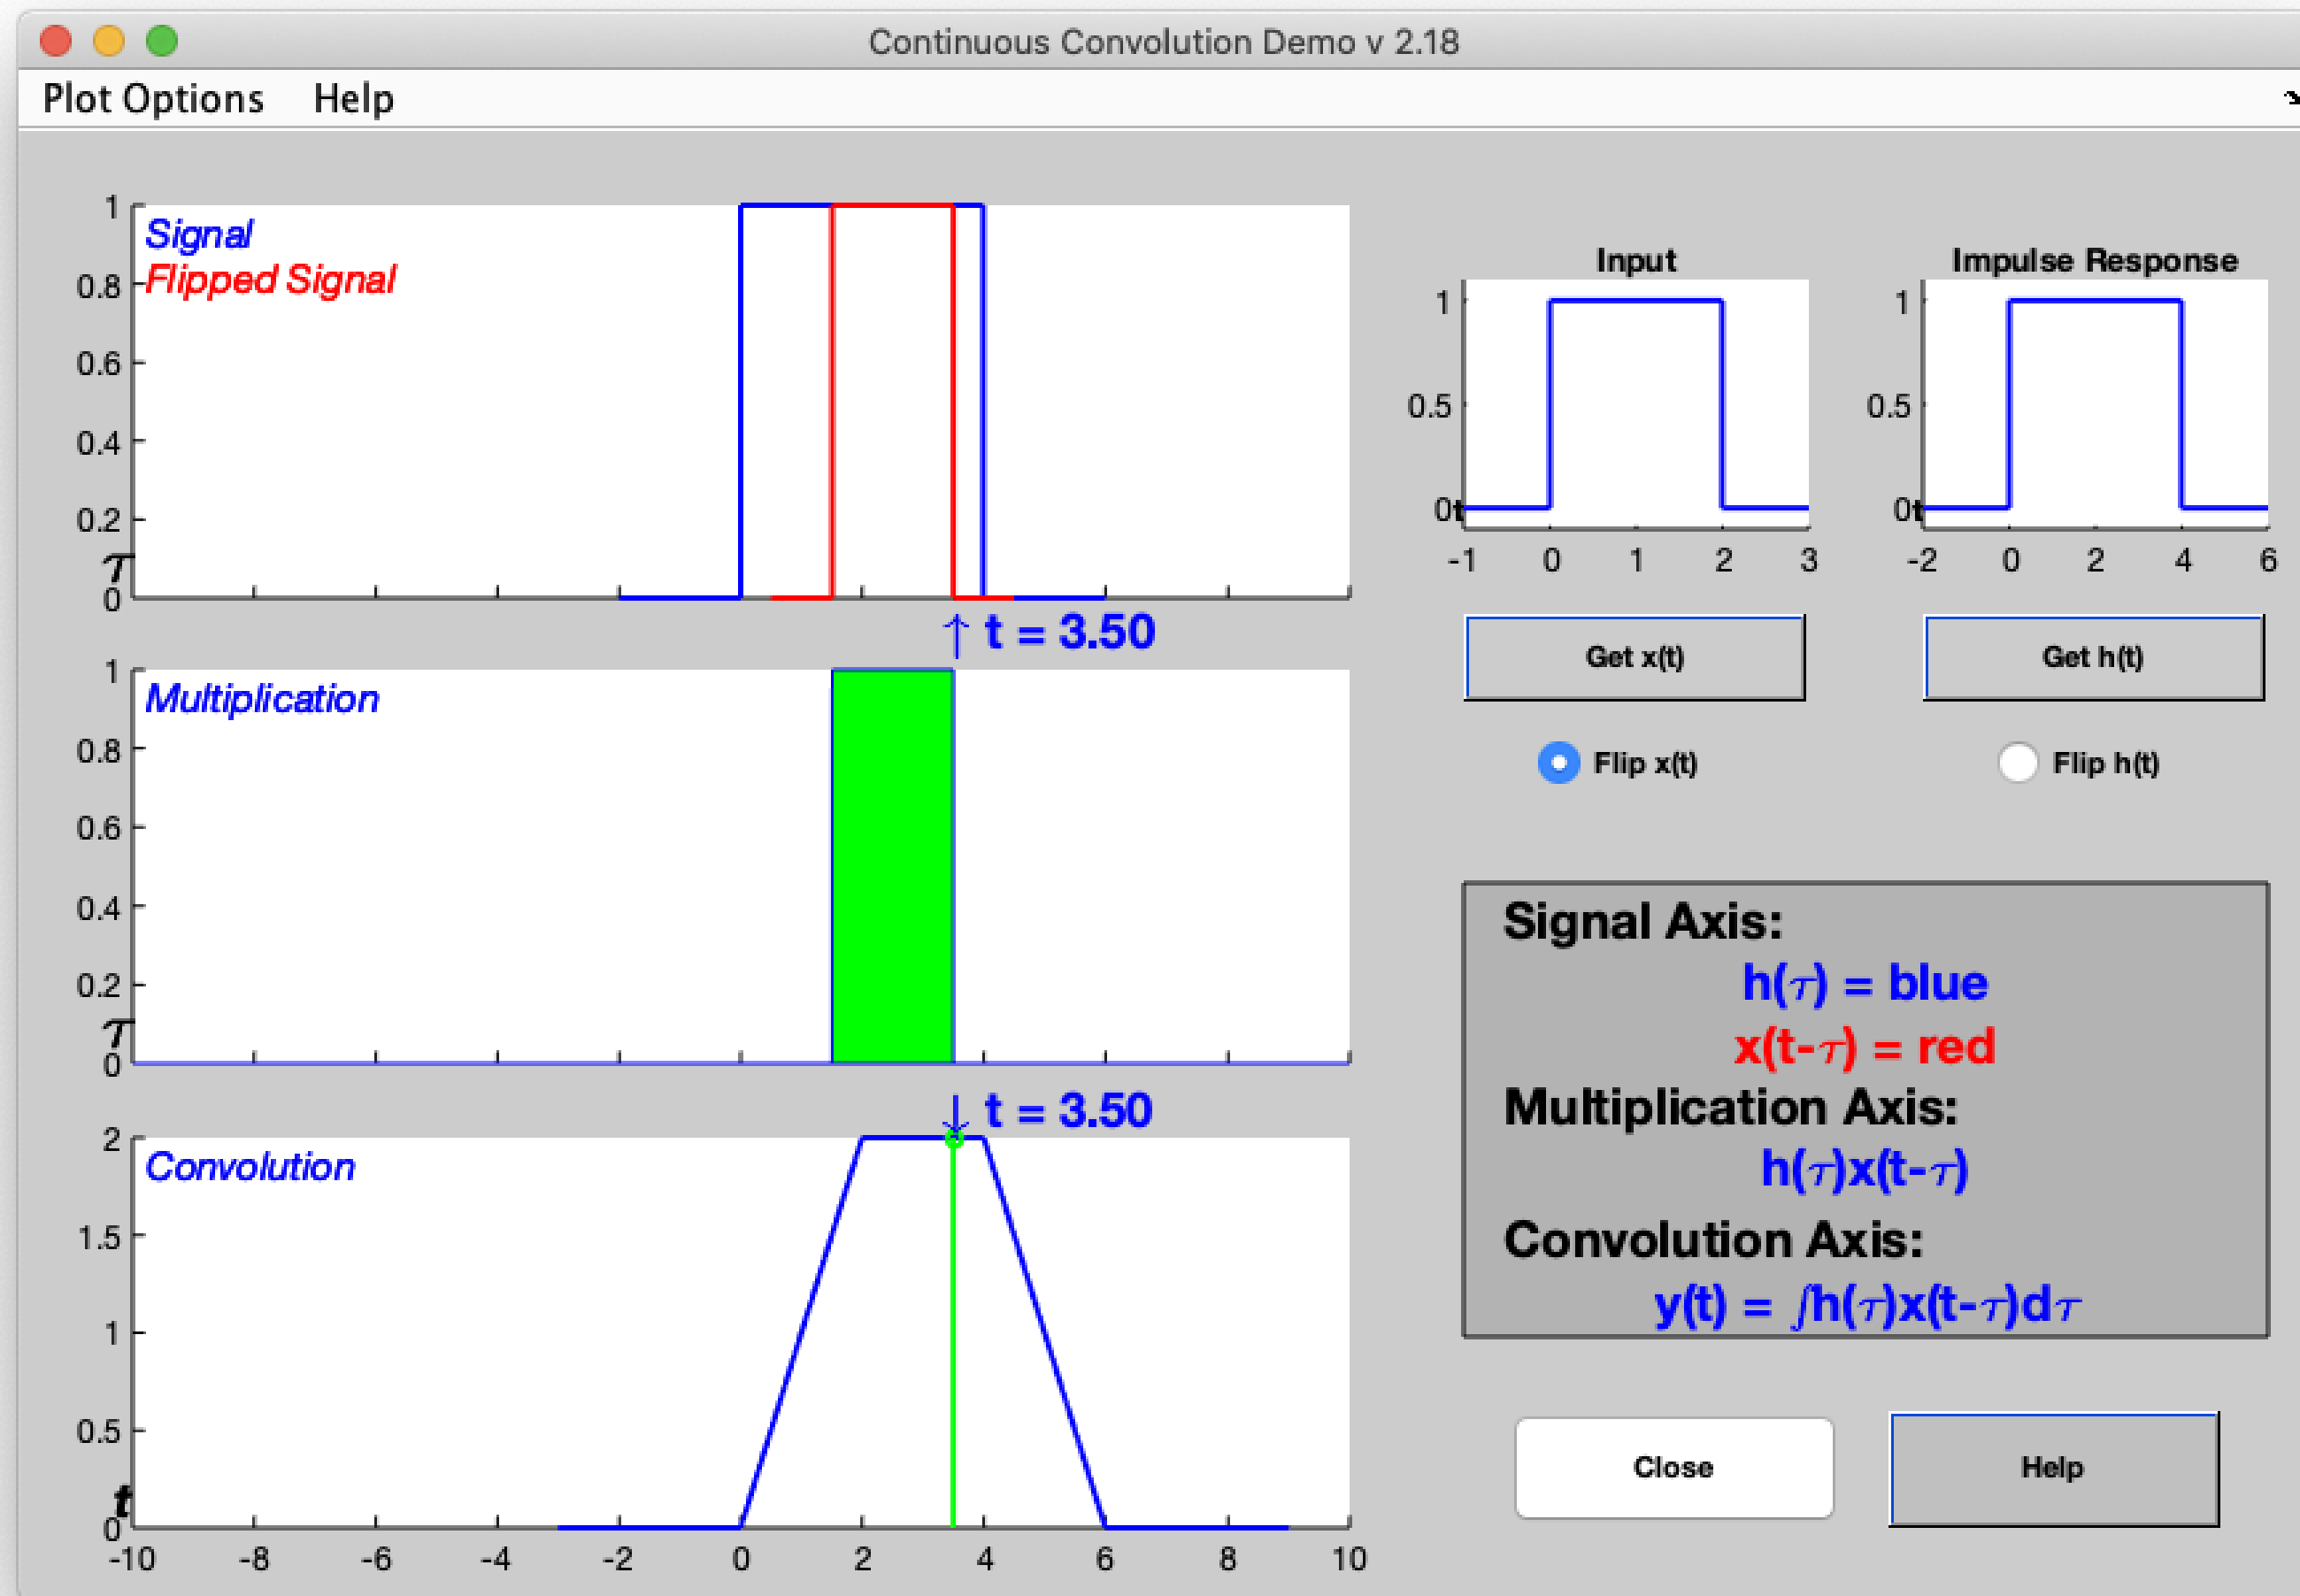 Continuous Convolution Demo v 2.18
Plot Options Help
Signal
Flipped Signal
1
0.8
0.6
0.4
0.2
0
τ
↑ t = 3.50
Multiplication
1
0.8
0.6
0.4
0.2
0
τ
↓ t = 3.50
Convolution
2
1.5
1
0.5
0
t
-10 -8 -6 -4 -2 0 2 4 6 8 10
Input
1
0.5
0
t
-1 0 1 2 3
Impulse Response
1
0.5
0
t
-2 0 2 4 6
Get x(t)
Get h(t)
Flip x(t)
Flip h(t)
Signal Axis:
h(τ) = blue
x(t-τ) = red
Multiplication Axis:
h(τ)x(t-τ)
Convolution Axis:
y(t) = ∫h(τ)x(t-τ)dτ
Close
Help